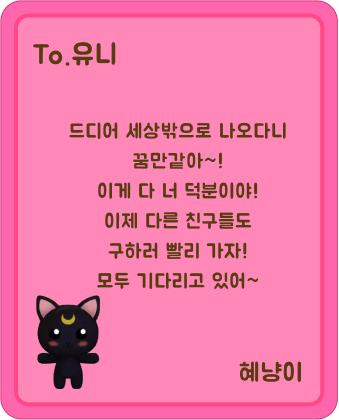 To.유니
드디어 세상밖으로 나오다니
꿈만같아~!
이게 다 너 덕분이야!
이제 다른 친구들도
구하러 빨리 가자!
모두 기다리고 있어~
혜냥이